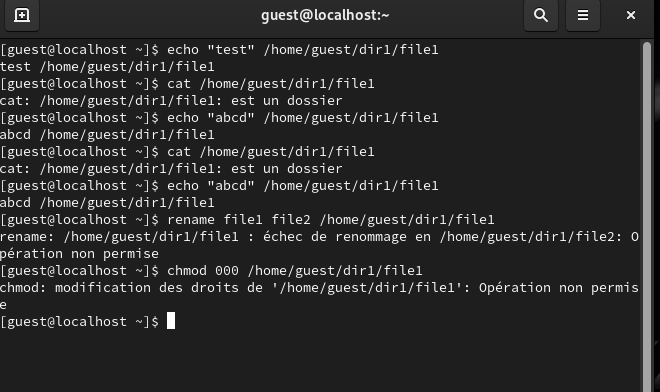 guest@localhost:~
[guest@localhost ~]$ echo "test" /home/guest/dir1/file1
test /home/guest/dir1/file1
[guest@localhost ~]$ cat /home/guest/dir1/file1
cat: /home/guest/dir1/file1: est un dossier
[guest@localhost ~]$ echo "abcd" /home/guest/dir1/file1
abcd /home/guest/dir1/file1
[guest@localhost ~]$ cat /home/guest/dir1/file1
cat: /home/guest/dir1/file1: est un dossier
[guest@localhost ~]$ echo "abcd" /home/guest/dir1/file1
abcd /home/guest/dir1/file1
[guest@localhost ~]$ rename file1 file2 /home/guest/dir1/file1
rename: /home/guest/dir1/file1 : échec de renommage en /home/guest/dir1/file2: O
pération non permise
[guest@localhost ~]$ chmod 000 /home/guest/dir1/file1
chmod: modification des droits de '/home/guest/dir1/file1': Opération non permis
e
[guest@localhost ~]$